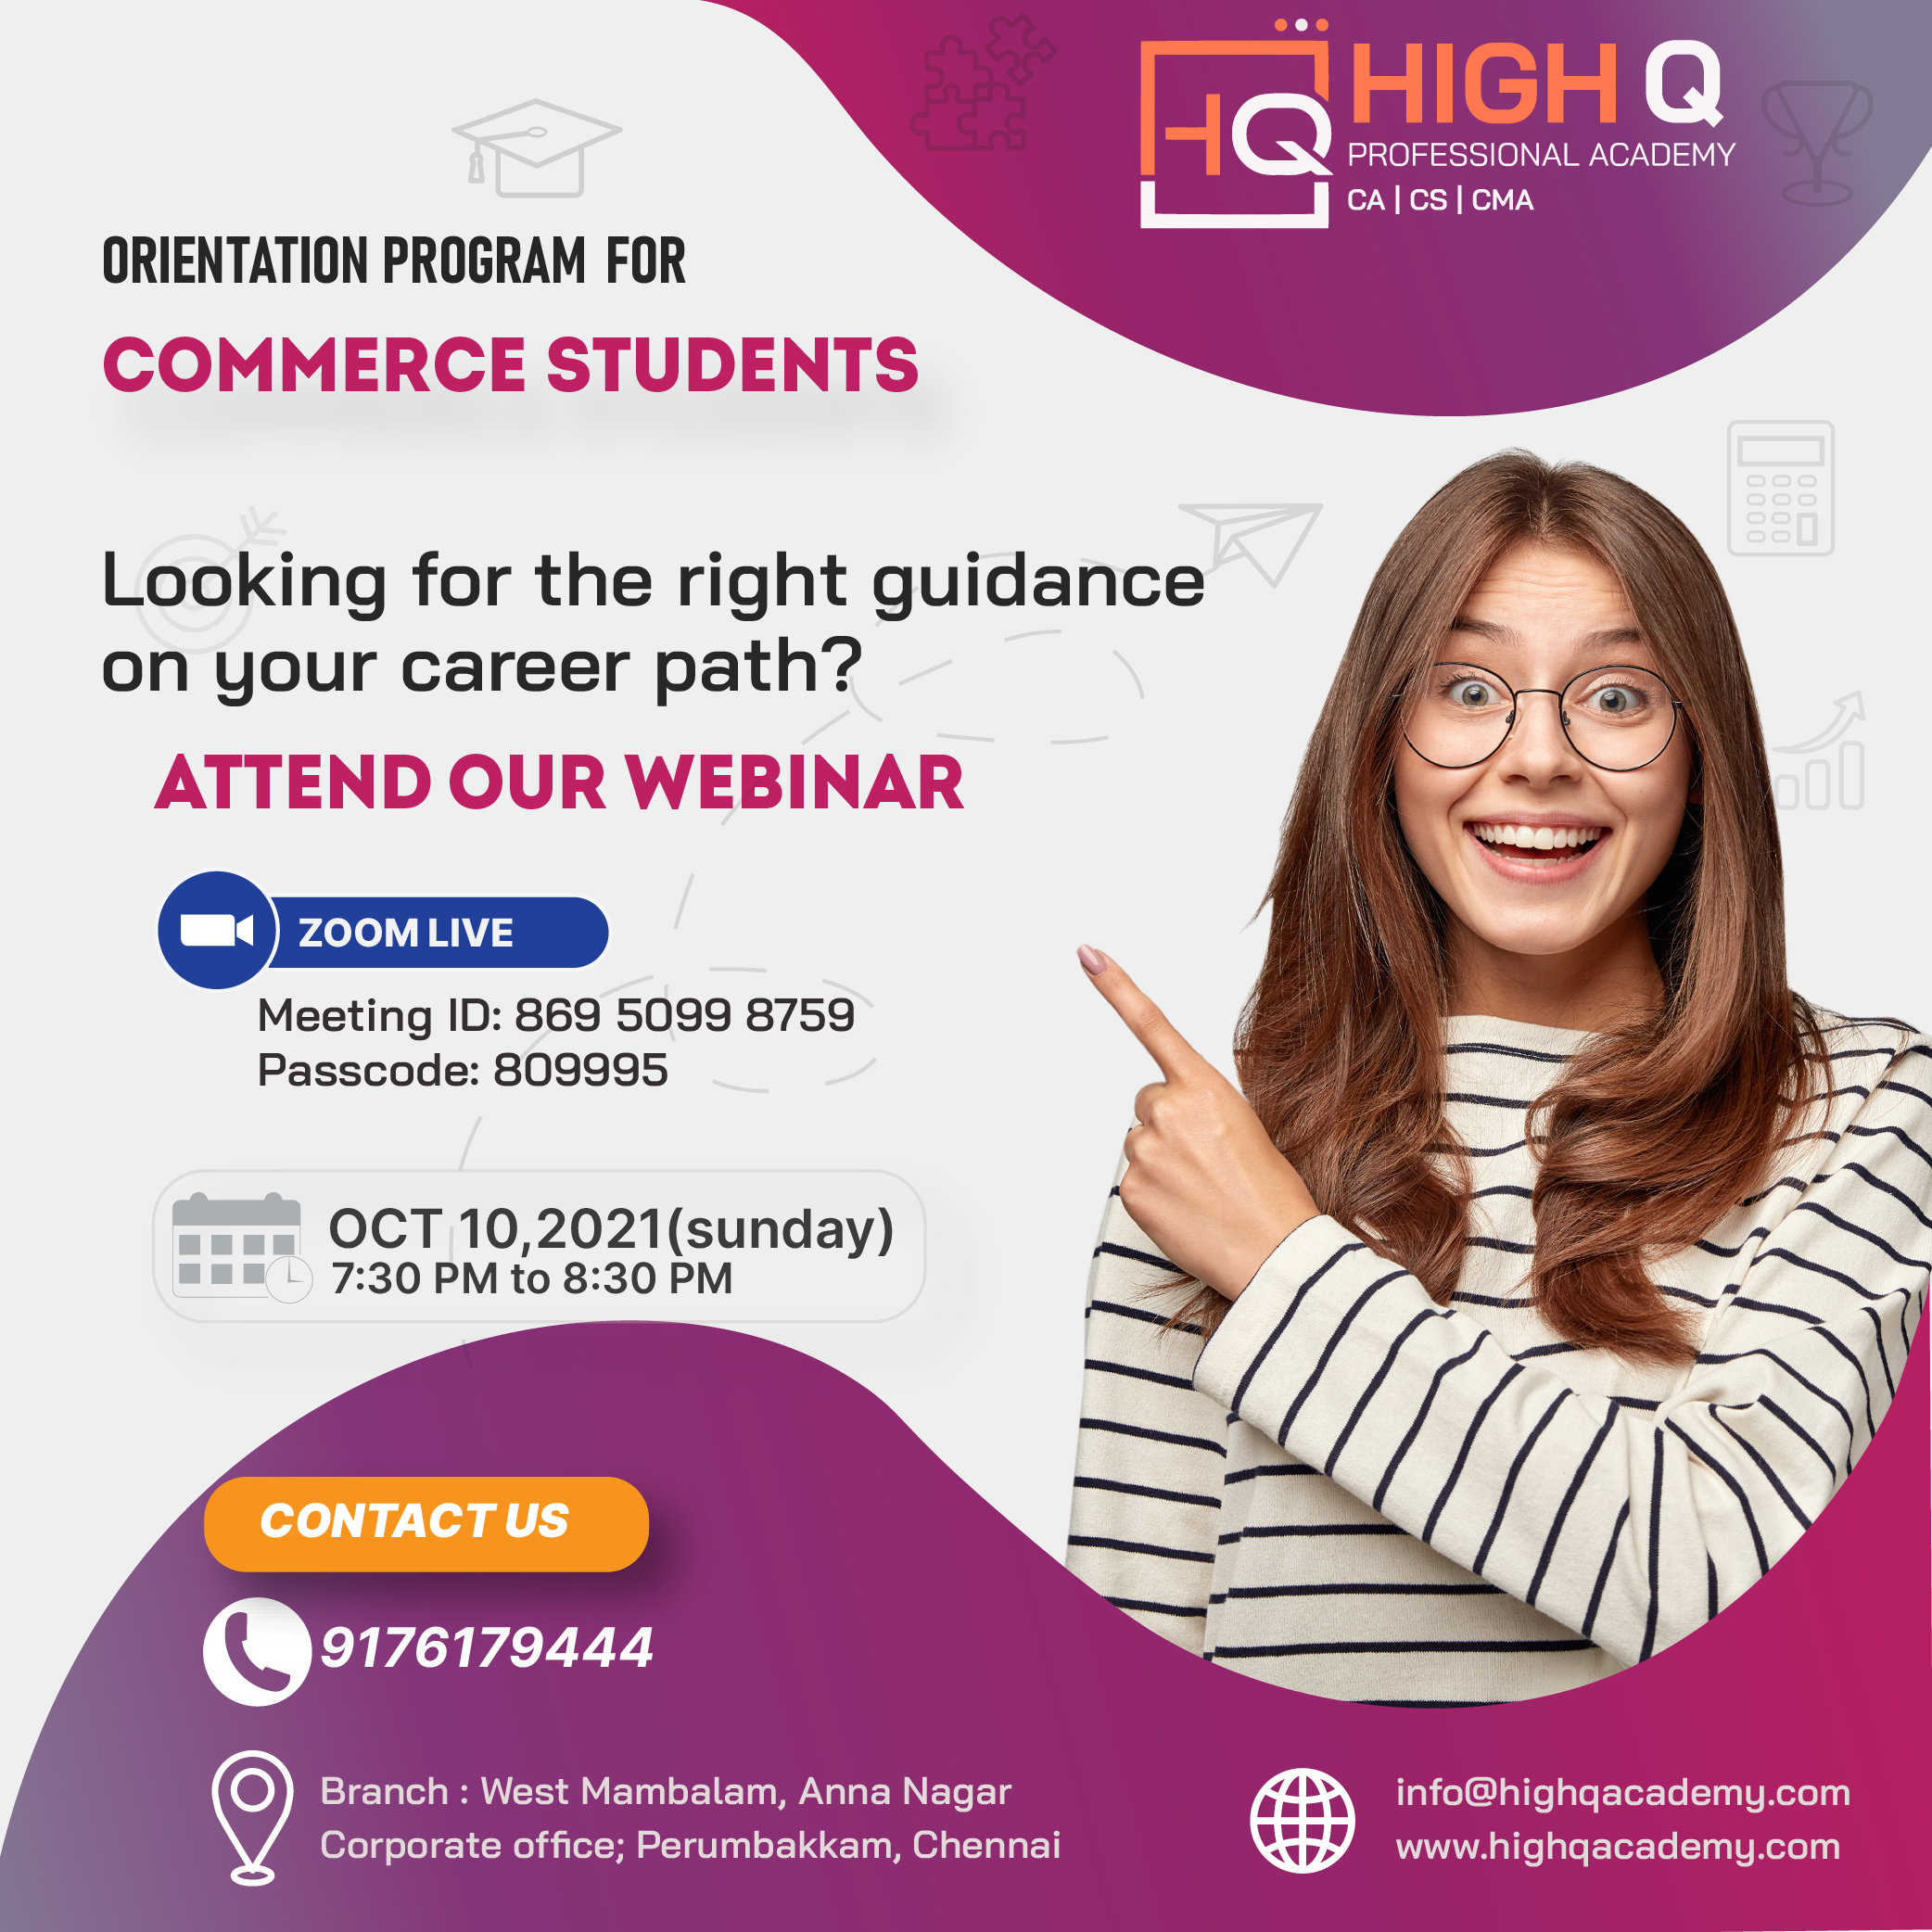 HQ
HIGH Q
PROFESSIONAL ACADEMY
CA | CS | CMA
ORIENTATION PROGRAM FOR
COMMERCE STUDENTS
Looking for the right guidance
on your career path?
ATTEND OUR WEBINAR
ZOOM LIVE
Meeting ID: 869 5099 8759
Passcode: 809995
OCT 10,2021(sunday)
7:30 PM to 8:30 PM
CONTACT US
9176179444
Branch : West Mambalam, Anna Nagar
Corporate office; Perumbakkam, Chennai
info@highqacademy.com
www.highqacademy.com